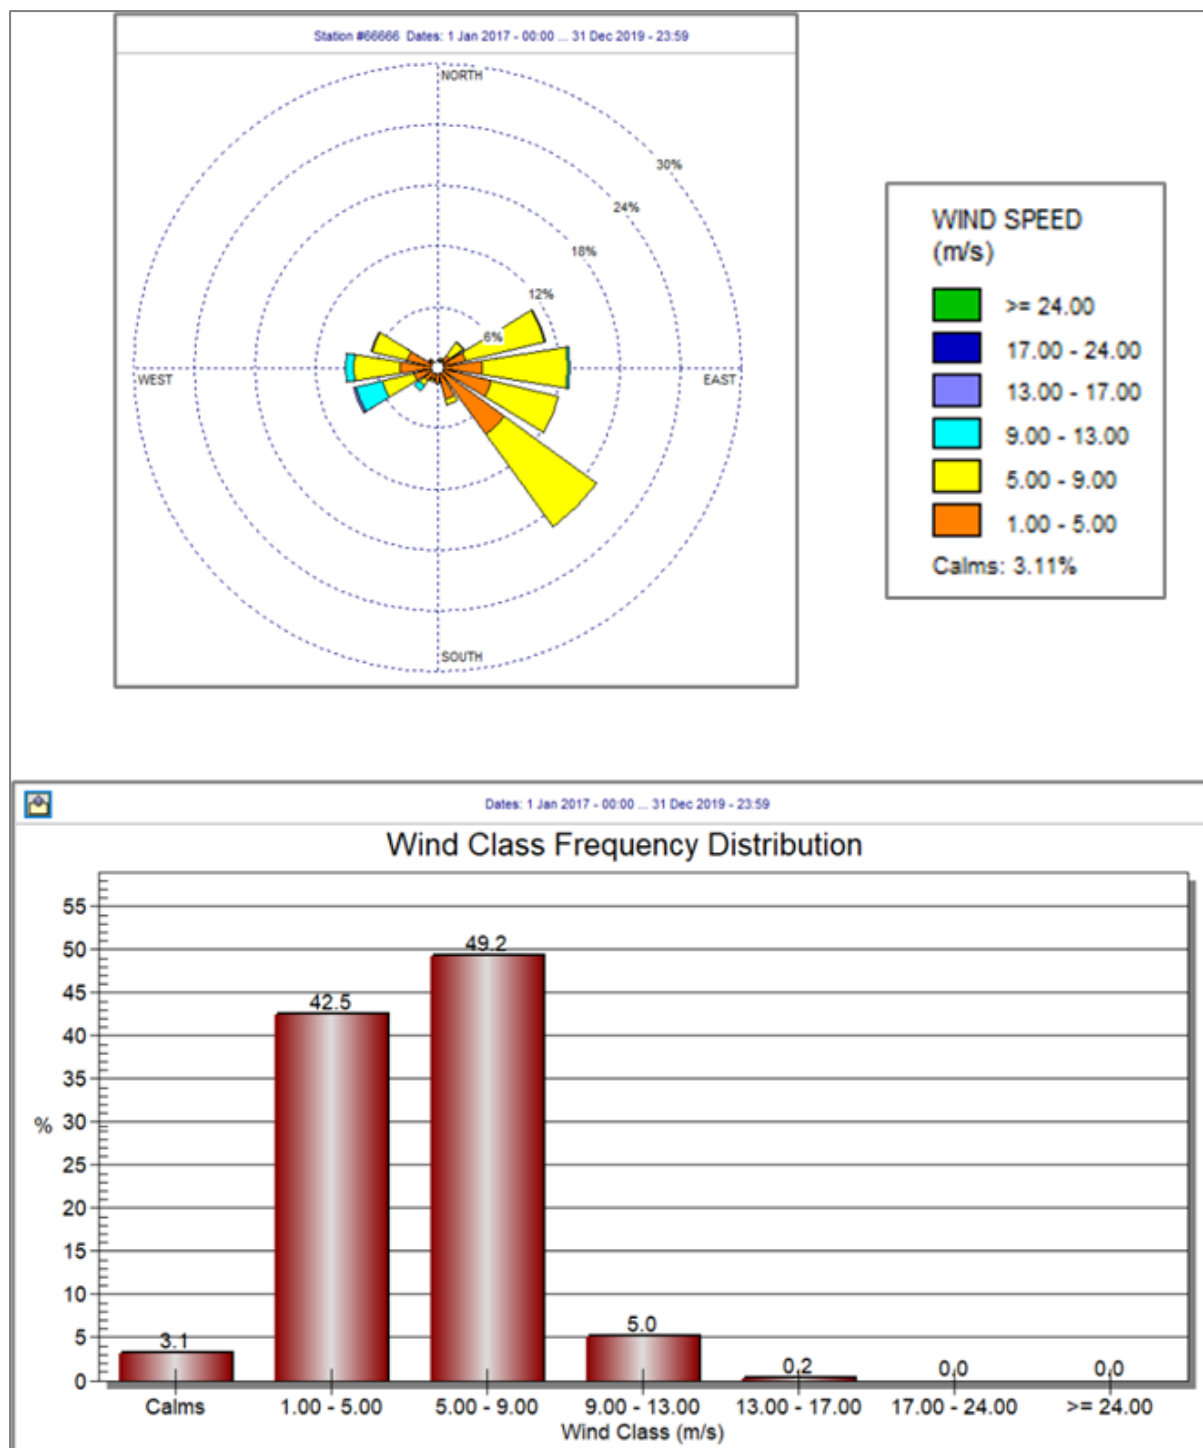 Station #66666 Dates: 1 Jan 2017 - 00:00 ... 31 Dec 2019 - 23:59
NORTH
30%
24%
18%
12%
6%
WEST
EAST
SOUTH
WIND SPEED
(m/s)
>= 24.00
17.00 - 24.00
13.00 - 17.00
9.00 - 13.00
5.00 - 9.00
1.00 - 5.00
Calms: 3.11%
Dates: 1 Jan 2017 - 00:00 ... 31 Dec 2019 - 23:59
Wind Class Frequency Distribution
55
50
45
40
35
30
25
20
15
10
5
0
%
3.1
42.5
49.2
5.0
0.2
0.0
0.0
Calms
1.00 - 5.00
5.00 - 9.00
9.00 - 13.00
13.00 - 17.00
17.00 - 24.00
>= 24.00
Wind Class (m/s)